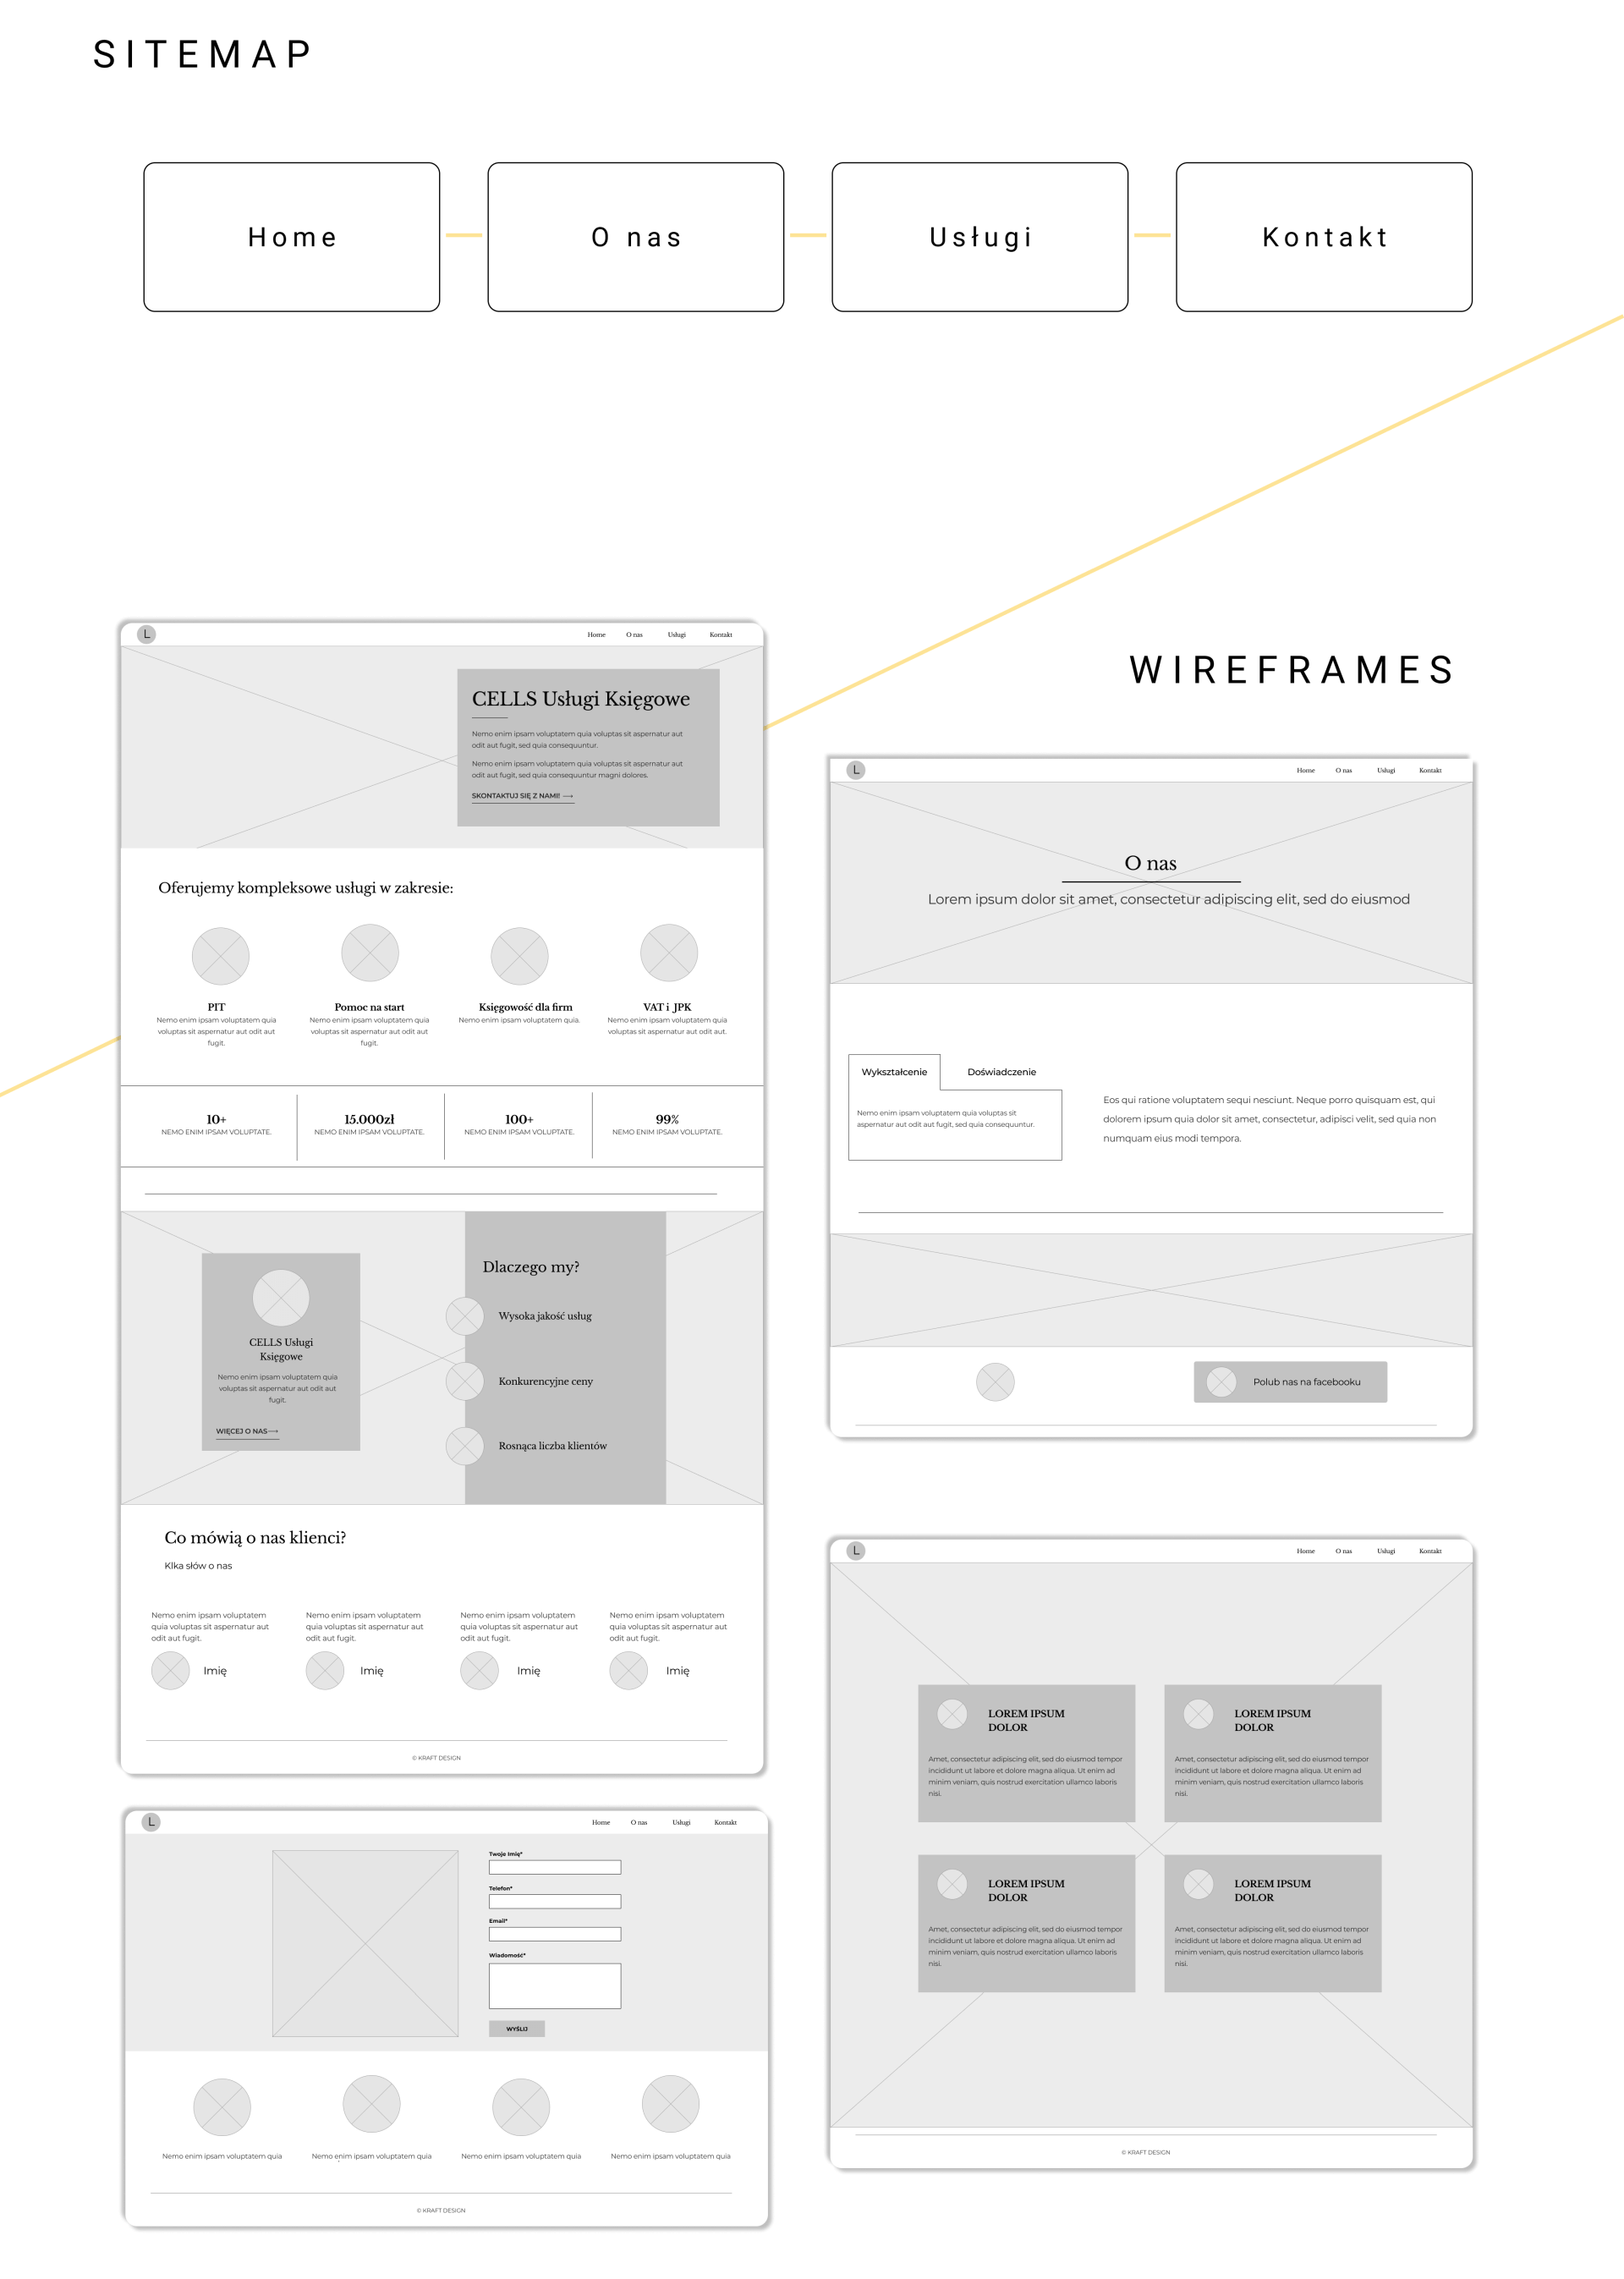 SITEMAP
Home
O nas
Usługi
Kontakt
L
Home O nas Usługi Kontakt
CELLS Usługi Księgowe
Nemo enim ipsam voluptatem quia voluptas sit aspernatur aut
odit aut fugit, sed quia consequuntur.
Nemo enim ipsam voluptatem quia voluptas sit aspernatur aut
odit aut fugit, sed quia consequuntur magni dolores.
SKONTAKTUJ SIĘ Z NAMI! ⟶
Oferujemy kompleksowe usługi w zakresie:
PIT
Nemo enim ipsam voluptatem quia
voluptas sit aspernatur aut odit aut
fugit.
Pomoc na start
Nemo enim ipsam voluptatem quia
voluptas sit aspernatur aut odit aut
fugit.
Księgowość dla firm
Nemo enim ipsam voluptatem quia.
VAT i JPK
Nemo enim ipsam voluptatem quia
voluptas sit aspernatur aut odit aut.
10+
NEMO ENIM IPSAM VOLUPTATE.
15.000zł
NEMO ENIM IPSAM VOLUPTATE.
100+
NEMO ENIM IPSAM VOLUPTATE.
99%
NEMO ENIM IPSAM VOLUPTATE.
CELLS Usługi
Księgowe
Nemo enim ipsam voluptatem quia
voluptas sit aspernatur aut odit aut
fugit.
WIĘCEJ O NAS⟶
Dlaczego my?
Wysoka jakość usług
Konkurencyjne ceny
Rosnąca liczba klientów
Co mówią o nas klienci?
Klka słów o nas
Nemo enim ipsam voluptatem
quia voluptas sit aspernatur aut
odit aut fugit.
Imię
Nemo enim ipsam voluptatem
quia voluptas sit aspernatur aut
odit aut fugit.
Imię
Nemo enim ipsam voluptatem
quia voluptas sit aspernatur aut
odit aut fugit.
Imię
Nemo enim ipsam voluptatem
quia voluptas sit aspernatur aut
odit aut fugit.
Imię
© KRAFT DESIGN
WIREFRAMES
L
Home O nas Usługi Kontakt
O nas
Lorem ipsum dolor sit amet, consectetur adipiscing elit, sed do eiusmod
Wykształcenie
Doświadczenie
Nemo enim ipsam voluptatem quia voluptas sit
aspernatur aut odit aut fugit, sed quia consequuntur.
Eos qui ratione voluptatem sequi nesciunt. Neque porro quisquam est, qui
dolorem ipsum quia dolor sit amet, consectetur, adipisci velit, sed quia non
numquam eius modi tempora.
Polub nas na facebooku
L
Home O nas Usługi Kontakt
LOREM IPSUM
DOLOR
Amet, consectetur adipiscing elit, sed do eiusmod tempor
incididunt ut labore et dolore magna aliqua. Ut enim ad
minim veniam, quis nostrud exercitation ullamco laboris
nisi.
LOREM IPSUM
DOLOR
Amet, consectetur adipiscing elit, sed do eiusmod tempor
incididunt ut labore et dolore magna aliqua. Ut enim ad
minim veniam, quis nostrud exercitation ullamco laboris
nisi.
LOREM IPSUM
DOLOR
Amet, consectetur adipiscing elit, sed do eiusmod tempor
incididunt ut labore et dolore magna aliqua. Ut enim ad
minim veniam, quis nostrud exercitation ullamco laboris
nisi.
LOREM IPSUM
DOLOR
Amet, consectetur adipiscing elit, sed do eiusmod tempor
incididunt ut labore et dolore magna aliqua. Ut enim ad
minim veniam, quis nostrud exercitation ullamco laboris
nisi.
© KRAFT DESIGN
L
Home O nas Usługi Kontakt
Twoje Imię*
Telefon*
Email*
Wiadomość*
WYŚLIJ
Nemo enim ipsam voluptatem quia
Nemo enim ipsam voluptatem quia
Nemo enim ipsam voluptatem quia
Nemo enim ipsam voluptatem quia
© KRAFT DESIGN